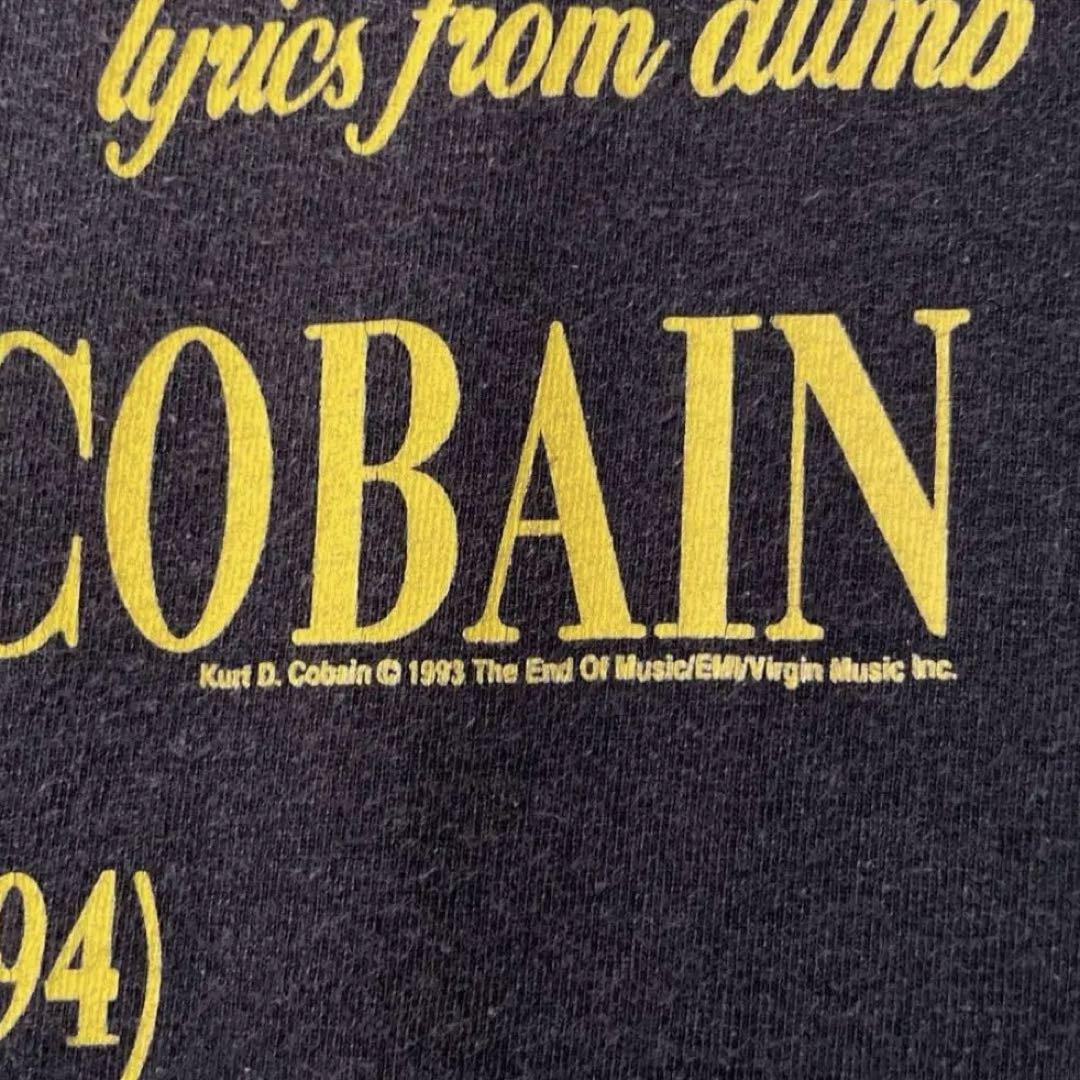 lyrics from dumb
COBAIN
Kurt D. Cobain © 1993 The End Of Music/EMI/Virgin Music Inc.
94)